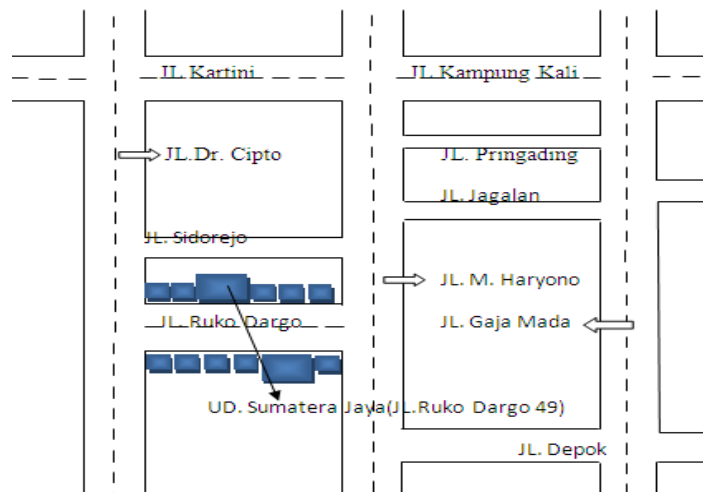 JL. Kartini
JL. Kampung Kali
JL.Dr. Cipto
JL. Pringading
JL. Jagalan
JL. Sidorejo
JL. M. Haryono
JL. Ruko Dargo
JL. Gaja Mada
UD. Sumatera Jaya(JL.Ruko Dargo 49)
JL. Depok